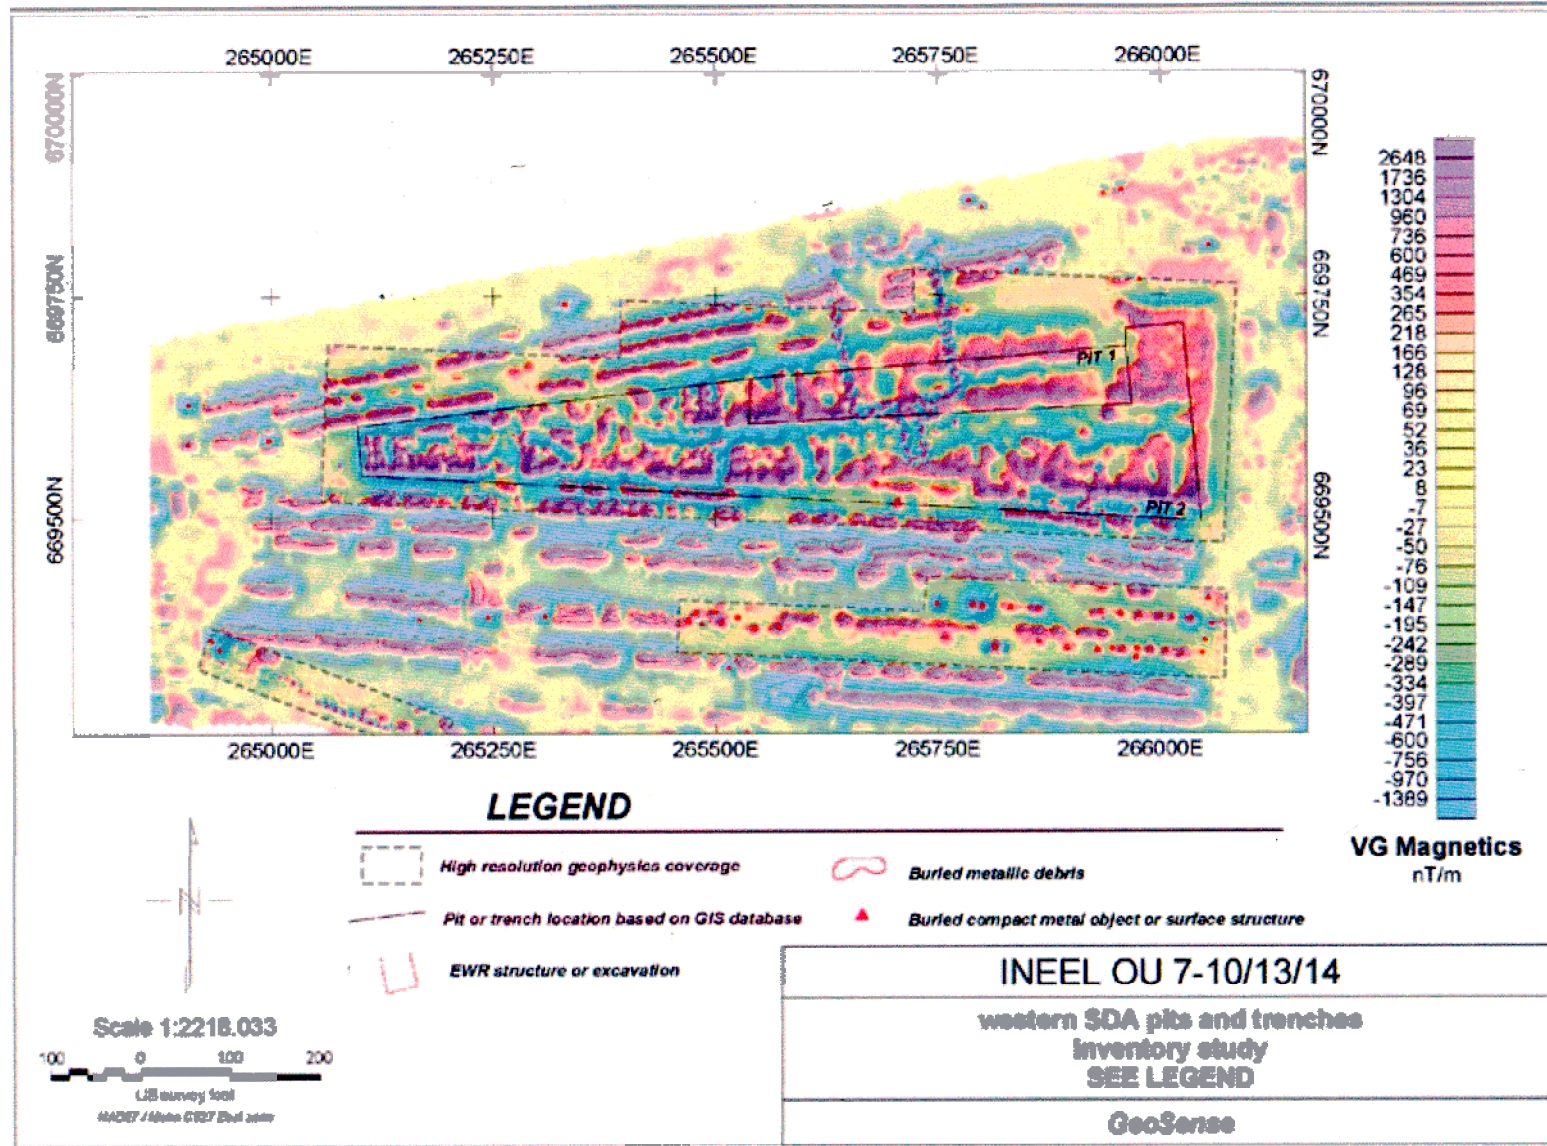 265000E 265250E 265500E 265750E 266000E
670000N
669750N
669500N
670000N
669750N
669500N
PIT 1
PIT 2
265000E 265250E 265500E 265750E 266000E
2648
1736
1304
960
736
600
469
354
265
218
166
128
96
69
52
36
23
8
-7
-27
-50
-76
-109
-147
-195
-242
-289
-334
-397
-471
-600
-756
-970
-1389
VG Magnetics
nT/m
LEGEND
High resolution geophysics coverage
Pit or trench location based on GIS database
EWR structure or excavation
Buried metallic debris
Buried compact metal object or surface structure
N
Scale 1:2218.033
100 0 100 200
US survey foot
INEEL OU 7-10/13/14
western SDA pits and trenches
Inventory study
SEE LEGEND
GeoSense